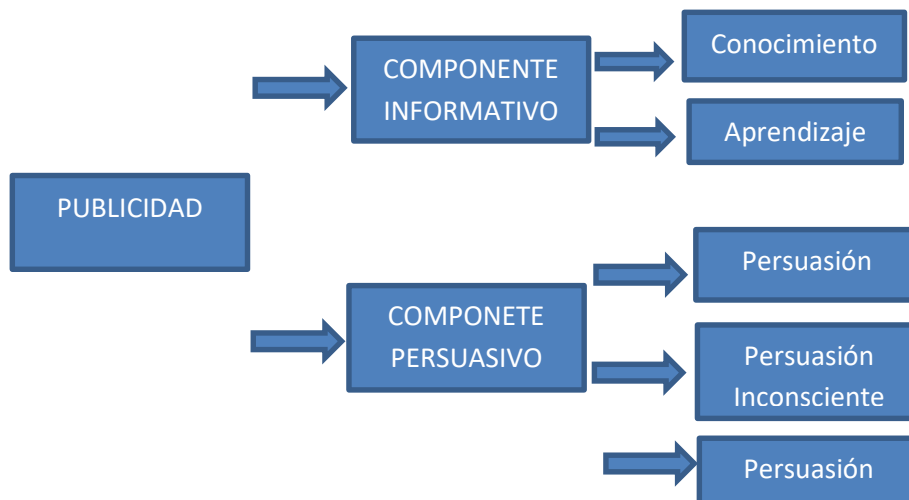 PUBLICIDAD
COMPONENTE
INFORMATIVO
Conocimiento
Aprendizaje
COMPONETE
PERSUASIVO
Persuasión
Persuasión
Inconsciente
Persuasión